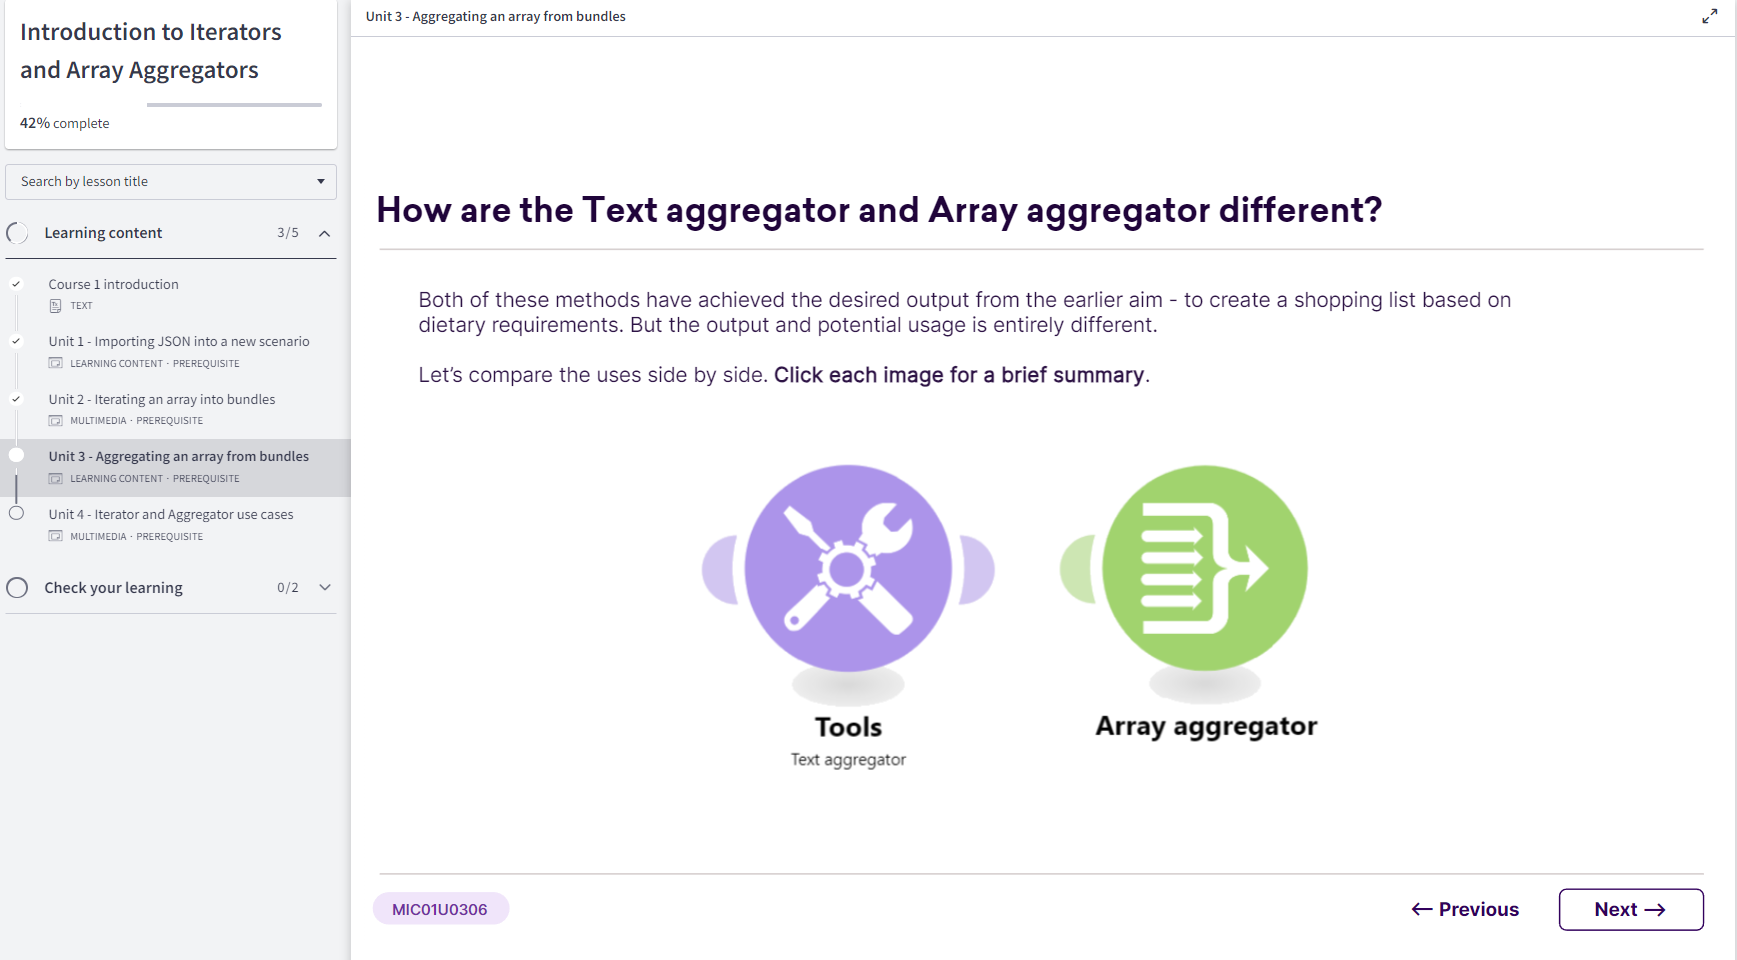 Introduction to Iterators
and Array Aggregators
42% complete
Search by lesson title
Learning content 3/5
Course 1 introduction
TEXT
Unit 1 - Importing JSON into a new scenario
LEARNING CONTENT · PREREQUISITE
Unit 2 - Iterating an array into bundles
MULTIMEDIA · PREREQUISITE
Unit 3 - Aggregating an array from bundles
LEARNING CONTENT · PREREQUISITE
Unit 4 - Iterator and Aggregator use cases
MULTIMEDIA · PREREQUISITE
Check your learning 0/2
Unit 3 - Aggregating an array from bundles
How are the Text aggregator and Array aggregator different?
Both of these methods have achieved the desired output from the earlier aim - to create a shopping list based on
dietary requirements. But the output and potential usage is entirely different.
Let's compare the uses side by side. Click each image for a brief summary.
Tools
Text aggregator
Array aggregator
MIC01U0306
← Previous
Next →